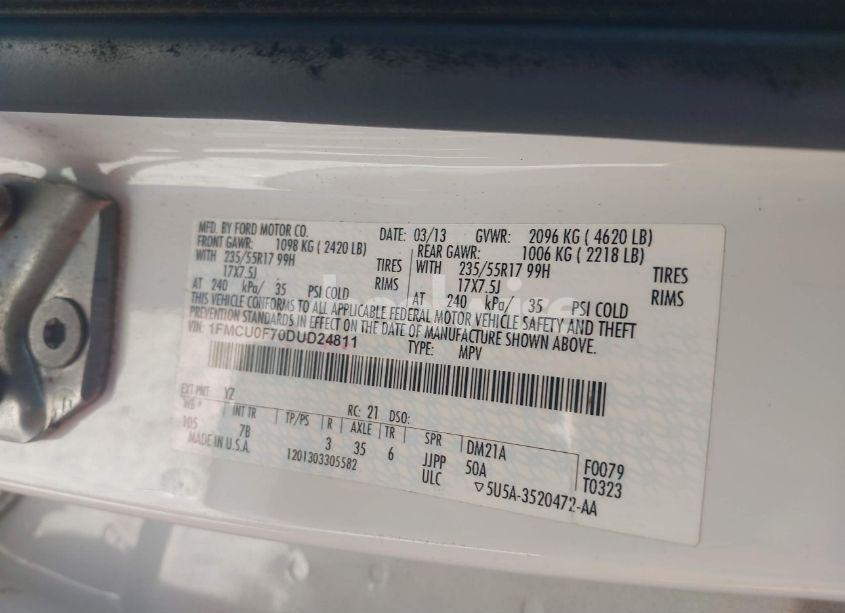 MFD. BY FORD MOTOR CO. DATE: 03/13 GVWR: 2096 KG ( 4620 LB)
FRONT GAWR: 1098 KG ( 2420 LB) REAR GAWR: 1006 KG ( 2218 LB)
WITH 235/55R17 99H TIRES WITH 235/55R17 99H TIRES
17X7.5J RIMS 17X7.5J RIMS
AT 240 kPa/ 35 PSI COLD AT 240 kPa/ 35 PSI COLD
THIS VEHICLE CONFORMS TO ALL APPLICABLE FEDERAL MOTOR VEHICLE SAFETY AND THEFT
PREVENTION STANDARDS IN EFFECT ON THE DATE OF MANUFACTURE SHOWN ABOVE.
VIN: 1FMCU0F70DUD24811 TYPE: MPV
EXT PNT: YZ RC: 21 DSO:
WB INT TR TP/PS R AXLE TR SPR DM21A F0079
105 7B 3 35 6 JJPP 50A T0323
MADE IN U.S.A. 1201303305582 ULC ▽5U5A-3520472-AA